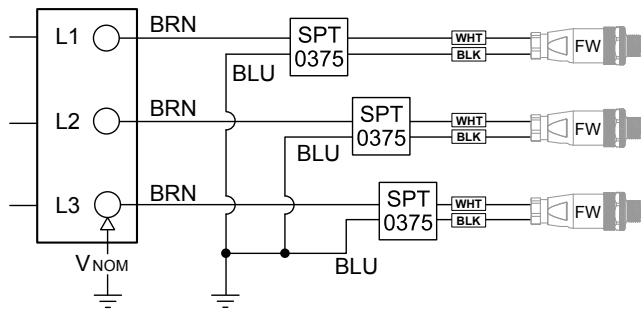 L1
BRN
SPT
0375
WHT
BLK
FW
BLU
L2
BRN
SPT
0375
WHT
BLK
FW
BLU
L3
BRN
SPT
0375
WHT
BLK
FW
BLU
VNOM